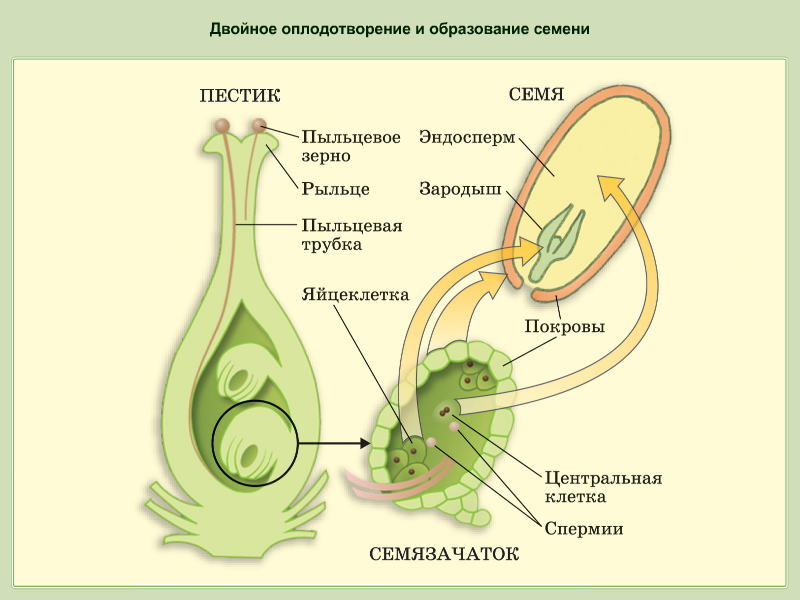 Двойное оплодотворение и образование семени
ПЕСТИК
СЕМЯ
Пыльцевое
зерно
Эндосперм
Рыльце
Зародыш
Пыльцевая
трубка
Яйцеклетка
Покровы
Центральная
клетка
Спермии
СЕМЯЗАЧАТОК